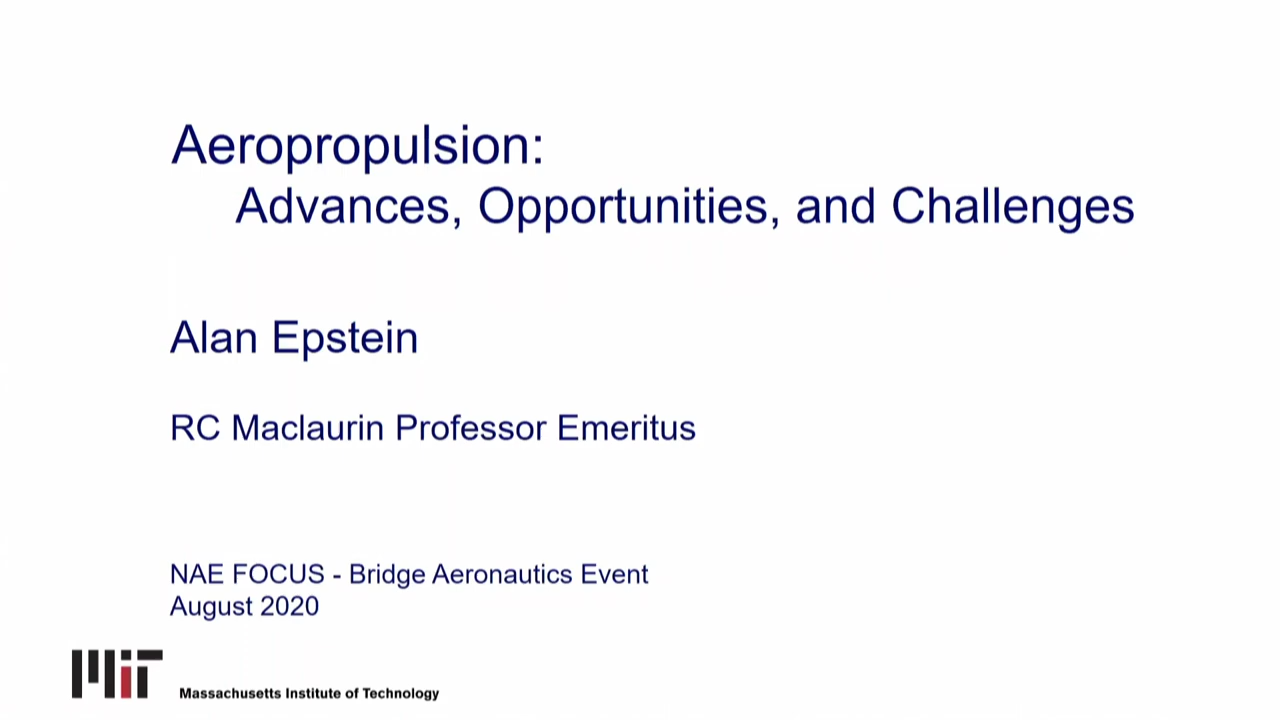 Aeropropulsion:
Advances, Opportunities, and Challenges
Alan Epstein
RC Maclaurin Professor Emeritus
NAE FOCUS - Bridge Aeronautics Event
August 2020
MIT
Massachusetts Institute of Technology